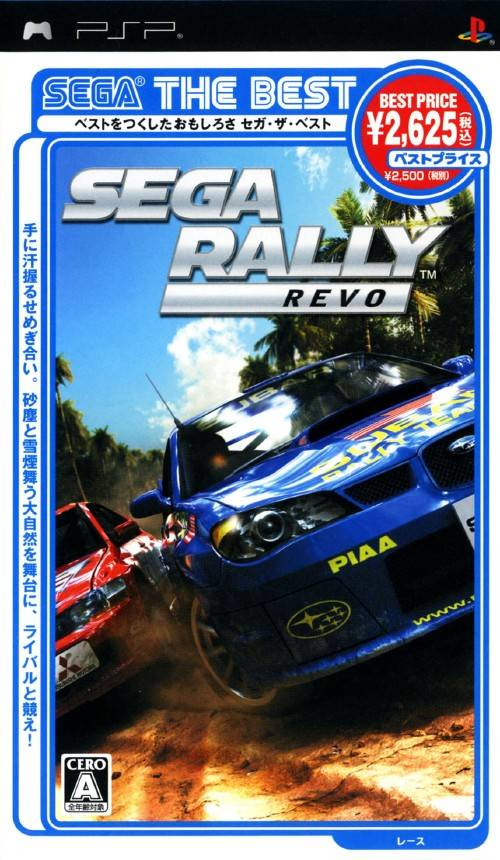 PSP
SEGA® THE BEST
ベストをつくしたおもしろさ セガ・ザ・ベスト
BEST PRICE
¥2,625(税込)
ベストプライス
¥2,500(税別)
SEGA
RALLY™
REVO
手に汗握るせめぎ合い。砂塵と雪煙舞う大自然を舞台に、ライバルと競え！
SUBARU
RALLY TEAM
PIAA
www.
CERO
A
全年齢対象
レース